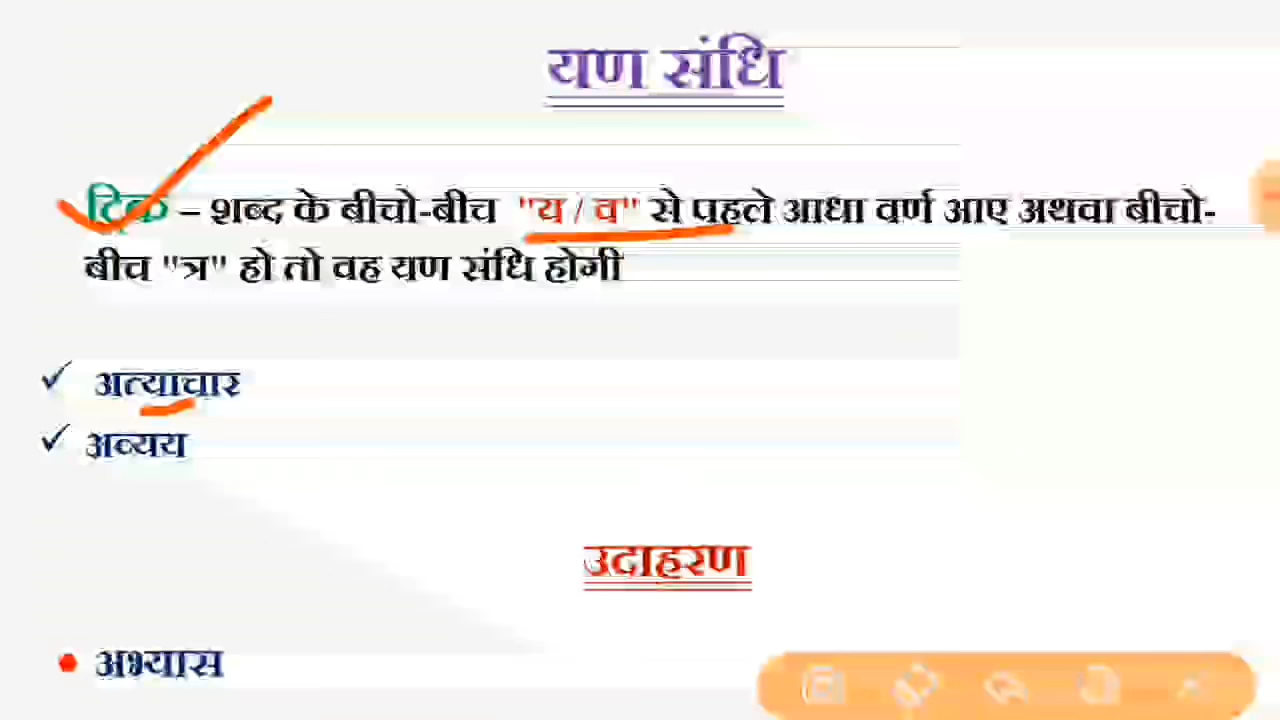 यण संधि
ट्रिक – शब्द के बीचो-बीच "य / व" से पहले आधा वर्ण आए अथवा बीचो-
बीच "त्र" हो तो वह यण संधि होगी
अत्याचार
अव्यय
उदाहरण
अभ्यास